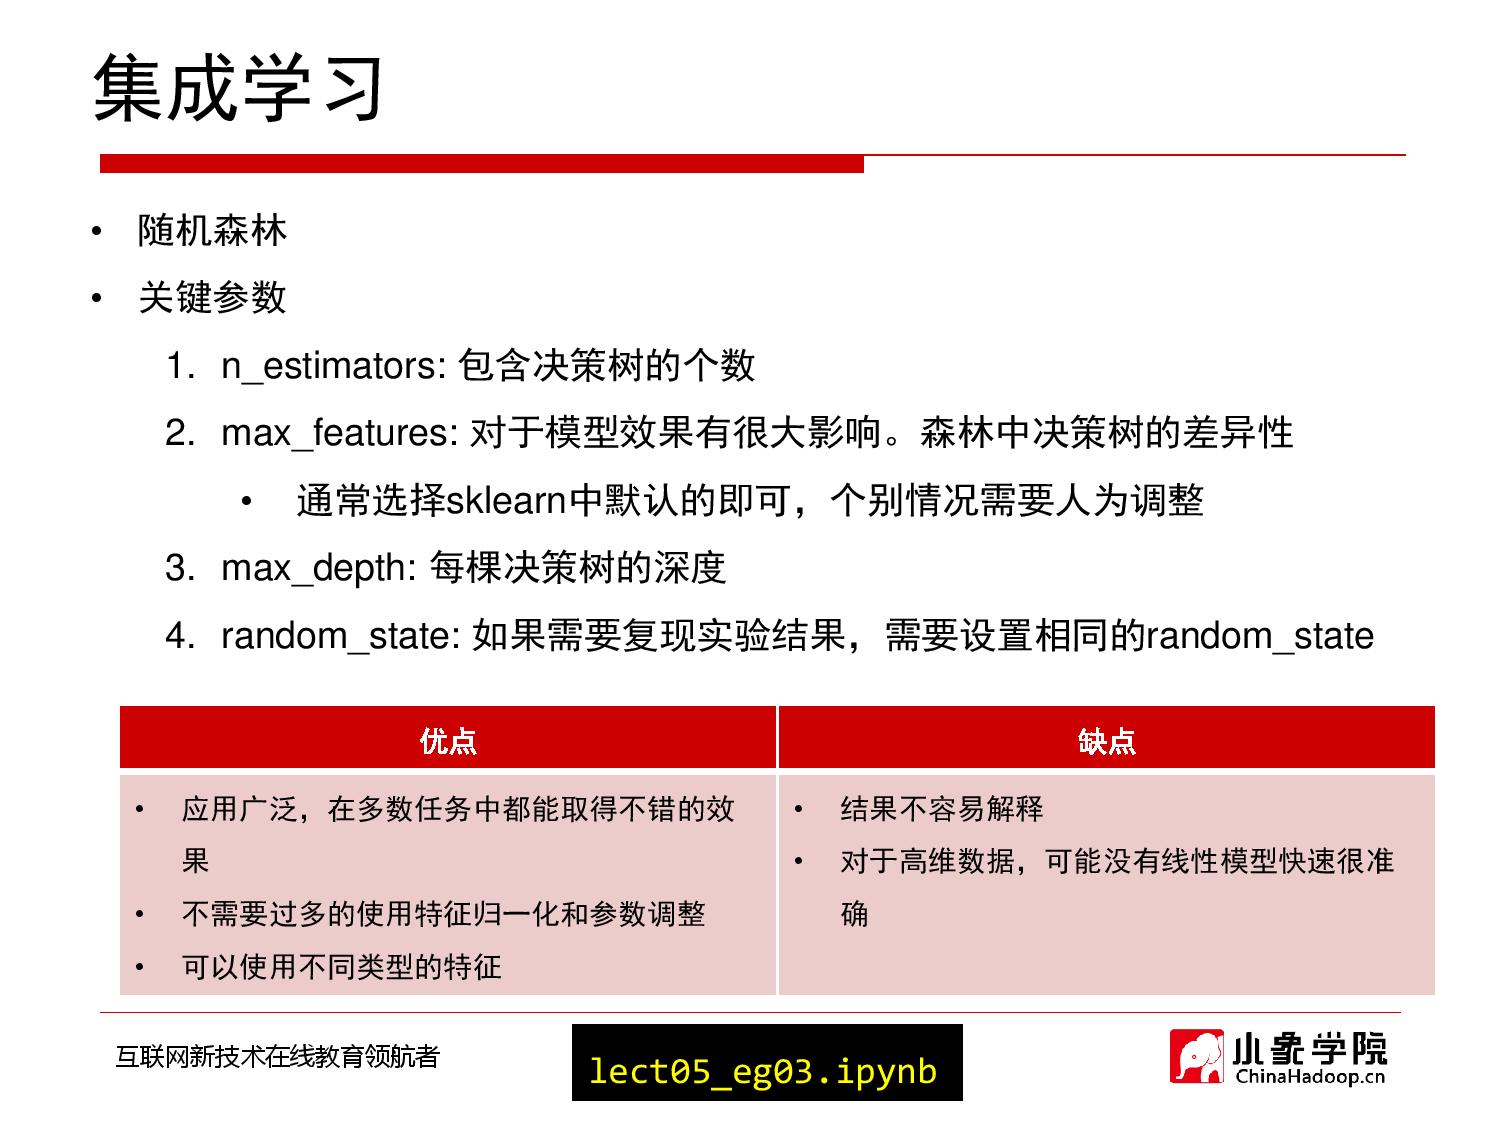 集成学习
• 随机森林
• 关键参数
1. n_estimators: 包含决策树的个数
2. max_features: 对于模型效果有很大影响。森林中决策树的差异性
• 通常选择sklearn中默认的即可，个别情况需要人为调整
3. max_depth: 每棵决策树的深度
4. random_state: 如果需要复现实验结果，需要设置相同的random_state
优点
• 应用广泛，在多数任务中都能取得不错的效
果
• 不需要过多的使用特征归一化和参数调整
• 可以使用不同类型的特征
缺点
• 结果不容易解释
• 对于高维数据，可能没有线性模型快速很准
确
互联网新技术在线教育领航者
lect05_eg03.ipynb
小象学院
ChinaHadoop.cn